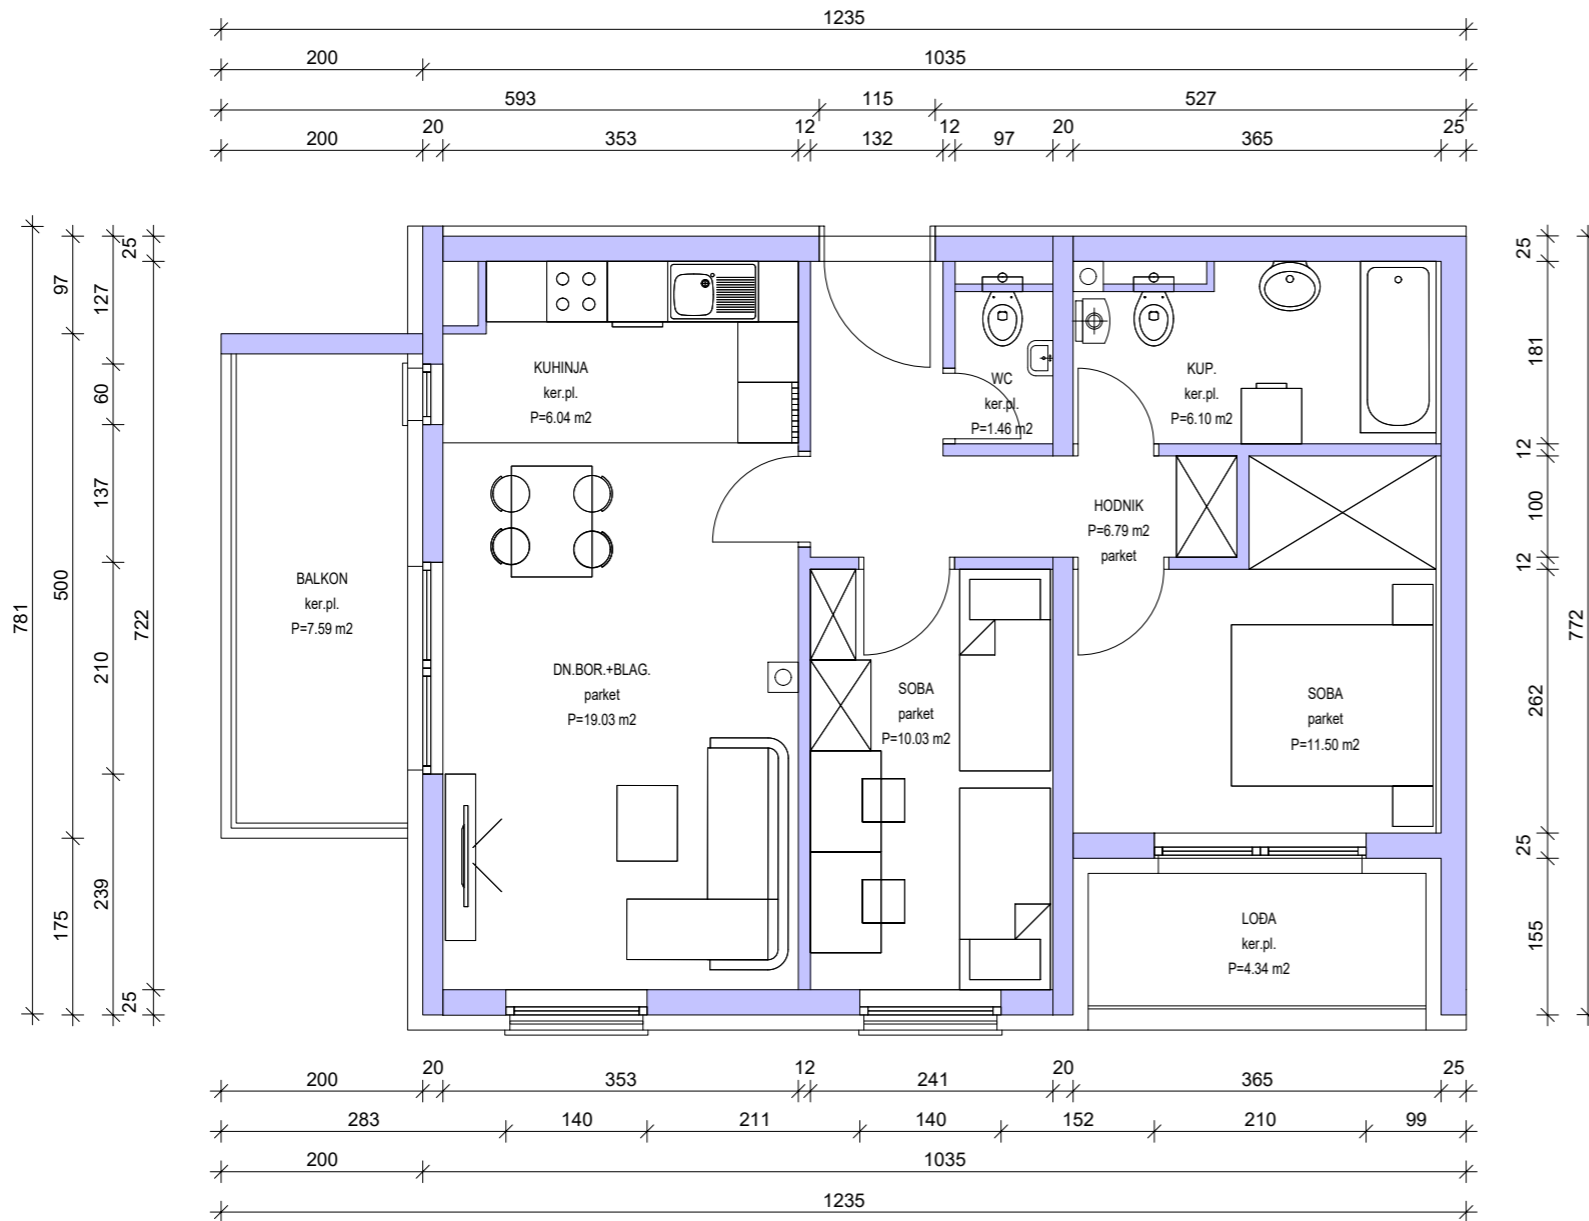 1235
200 1035
593 115 527
200 20 353 12 132 12 97 20 365 25
781
97 500 175
127 60 137 210 239
25 722 25
KUHINJA
ker.pl.
P=6.04 m2
WC
ker.pl.
P=1.46 m2
KUP.
ker.pl.
P=6.10 m2
HODNIK
P=6.79 m2
parket
BALKON
ker.pl.
P=7.59 m2
DN.BOR.+BLAG.
parket
P=19.03 m2
SOBA
parket
P=10.03 m2
SOBA
parket
P=11.50 m2
LOĐA
ker.pl.
P=4.34 m2
25 181 12 100 12 262 25 155
772
200 20 353 12 241 20 365 25
283 140 211 140 152 210 99
200 1035
1235